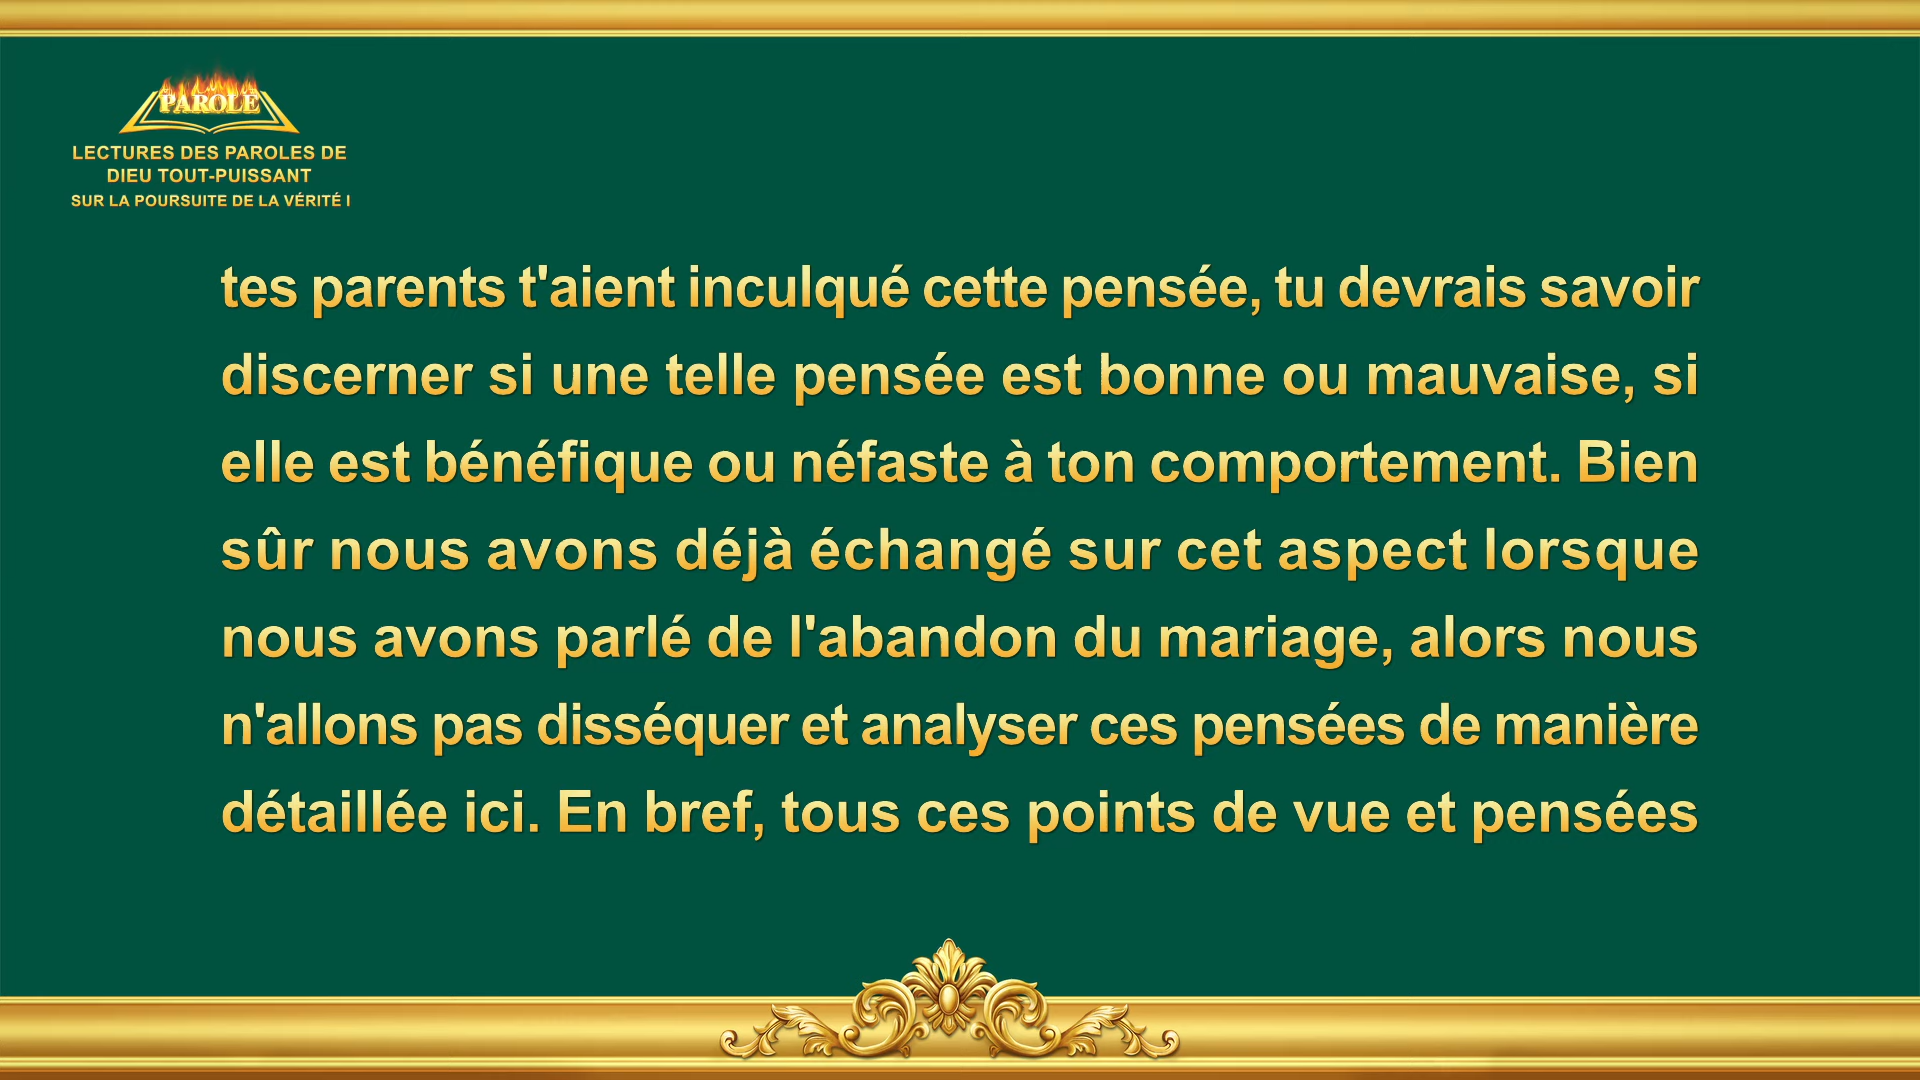 PAROLE
LECTURES DES PAROLES DE
DIEU TOUT-PUISSANT
SUR LA POURSUITE DE LA VÉRITÉ I
tes parents t'aient inculqué cette pensée, tu devrais savoir
discerner si une telle pensée est bonne ou mauvaise, si
elle est bénéfique ou néfaste à ton comportement. Bien
sûr nous avons déjà échangé sur cet aspect lorsque
nous avons parlé de l'abandon du mariage, alors nous
n'allons pas disséquer et analyser ces pensées de manière
détaillée ici. En bref, tous ces points de vue et pensées